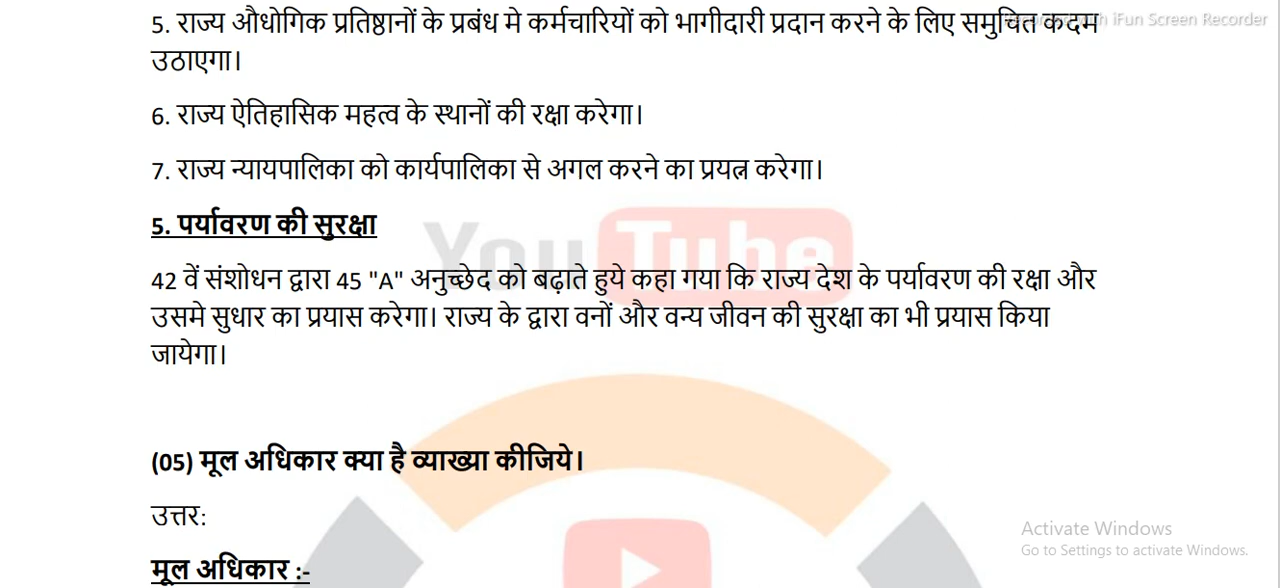 Recorded with iFun Screen Recorder
5. राज्य औधोगिक प्रतिष्ठानों के प्रबंध मे कर्मचारियों को भागीदारी प्रदान करने के लिए समुचित कदम
उठाएगा।
6. राज्य ऐतिहासिक महत्व के स्थानों की रक्षा करेगा।
7. राज्य न्यायपालिका को कार्यपालिका से अगल करने का प्रयत्न करेगा।
5. पर्यावरण की सुरक्षा
YouTube
42 वें संशोधन द्वारा 45 "A" अनुच्छेद को बढ़ाते हुये कहा गया कि राज्य देश के पर्यावरण की रक्षा और
उसमे सुधार का प्रयास करेगा। राज्य के द्वारा वनों और वन्य जीवन की सुरक्षा का भी प्रयास किया
जायेगा।
(05) मूल अधिकार क्या है व्याख्या कीजिये।
उत्तर:
मूल अधिकार :-
Activate Windows
Go to Settings to activate Windows.